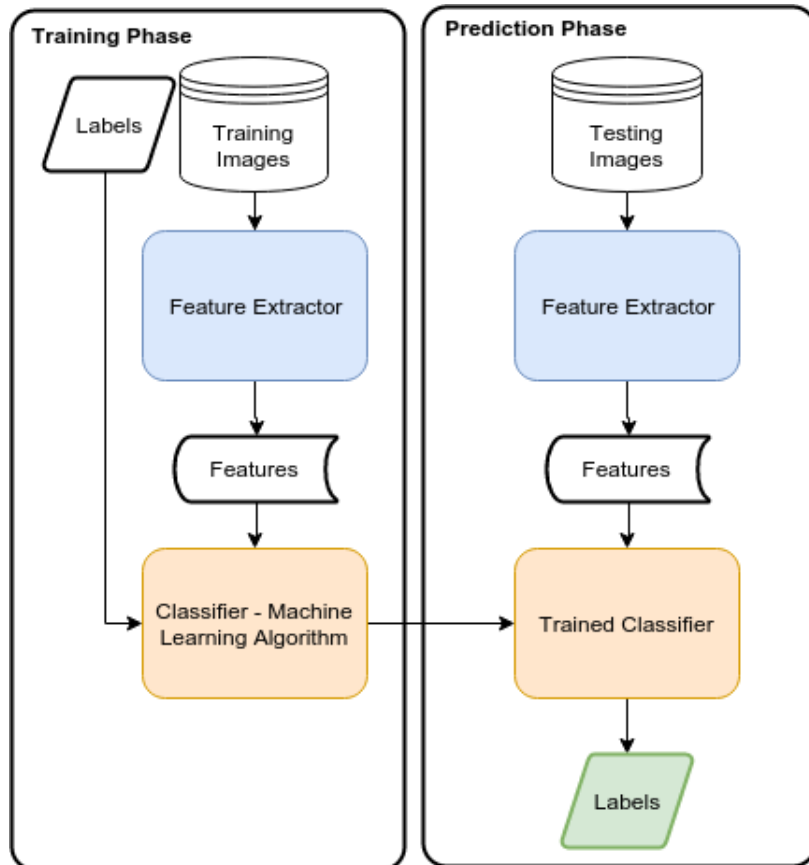 Training Phase
Labels
Training
Images
Feature Extractor
Features
Classifier - Machine
Learning Algorithm
Prediction Phase
Testing
Images
Feature Extractor
Features
Trained Classifier
Labels